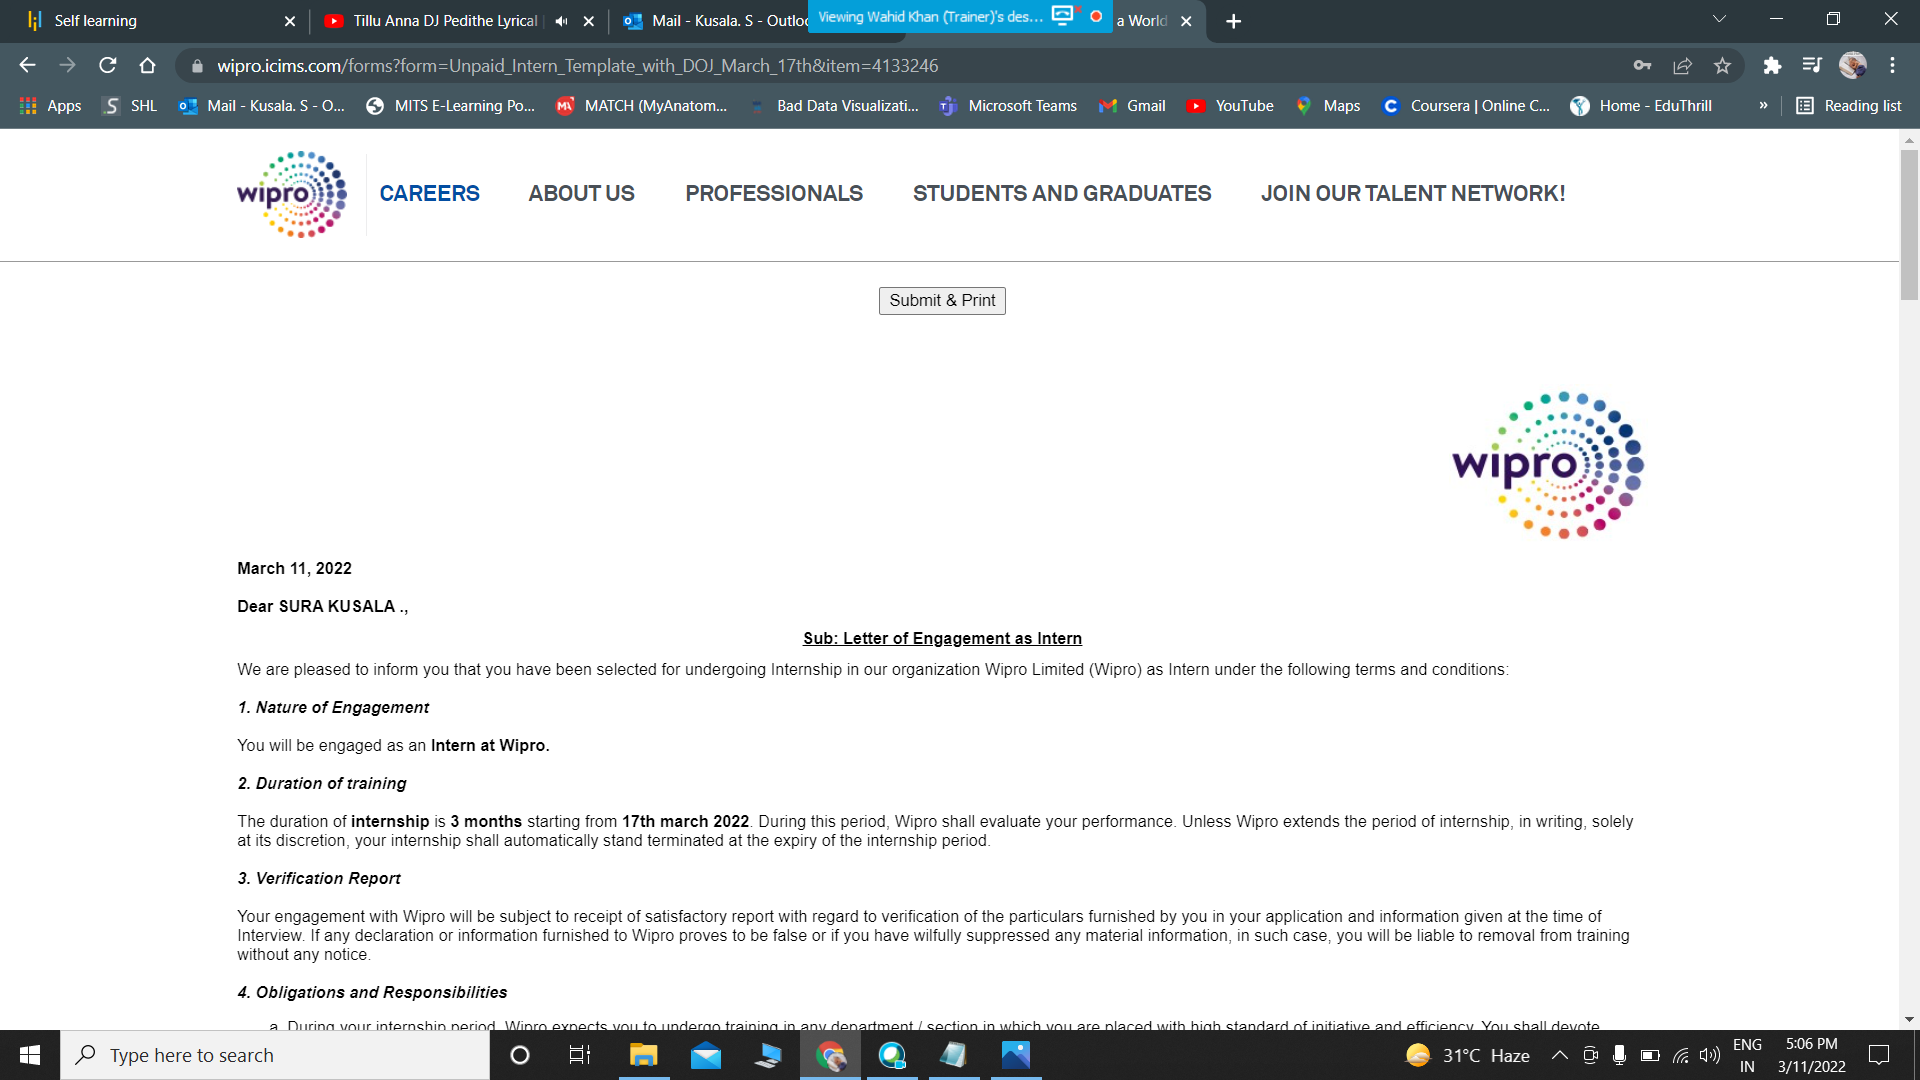 Self learning
Tillu Anna DJ Pedithe Lyrical
Mail - Kusala. S - Outloo
Viewing Wahid Khan (Trainer)'s des...
a World
wipro.icims.com/forms?form=Unpaid_Intern_Template_with_DOJ_March_17th&item=4133246
Apps SHL Mail - Kusala. S - O... MITS E-Learning Po... MATCH (MyAnatom... Bad Data Visualizati... Microsoft Teams Gmail YouTube Maps Coursera | Online C... Home - EduThrill » Reading list
wipro CAREERS ABOUT US PROFESSIONALS STUDENTS AND GRADUATES JOIN OUR TALENT NETWORK!
Submit & Print
wipro
March 11, 2022
Dear SURA KUSALA .,
Sub: Letter of Engagement as Intern
We are pleased to inform you that you have been selected for undergoing Internship in our organization Wipro Limited (Wipro) as Intern under the following terms and conditions:
1. Nature of Engagement
You will be engaged as an Intern at Wipro.
2. Duration of training
The duration of internship is 3 months starting from 17th march 2022. During this period, Wipro shall evaluate your performance. Unless Wipro extends the period of internship, in writing, solely
at its discretion, your internship shall automatically stand terminated at the expiry of the internship period.
3. Verification Report
Your engagement with Wipro will be subject to receipt of satisfactory report with regard to verification of the particulars furnished by you in your application and information given at the time of
Interview. If any declaration or information furnished to Wipro proves to be false or if you have wilfully suppressed any material information, in such case, you will be liable to removal from training
without any notice.
4. Obligations and Responsibilities
a. During your internship period, Wipro expects you to undergo training in any department / section in which you are placed with high standard of initiative and efficiency. You shall devote
Type here to search
31°C Haze
ENG
IN
5:06 PM
3/11/2022